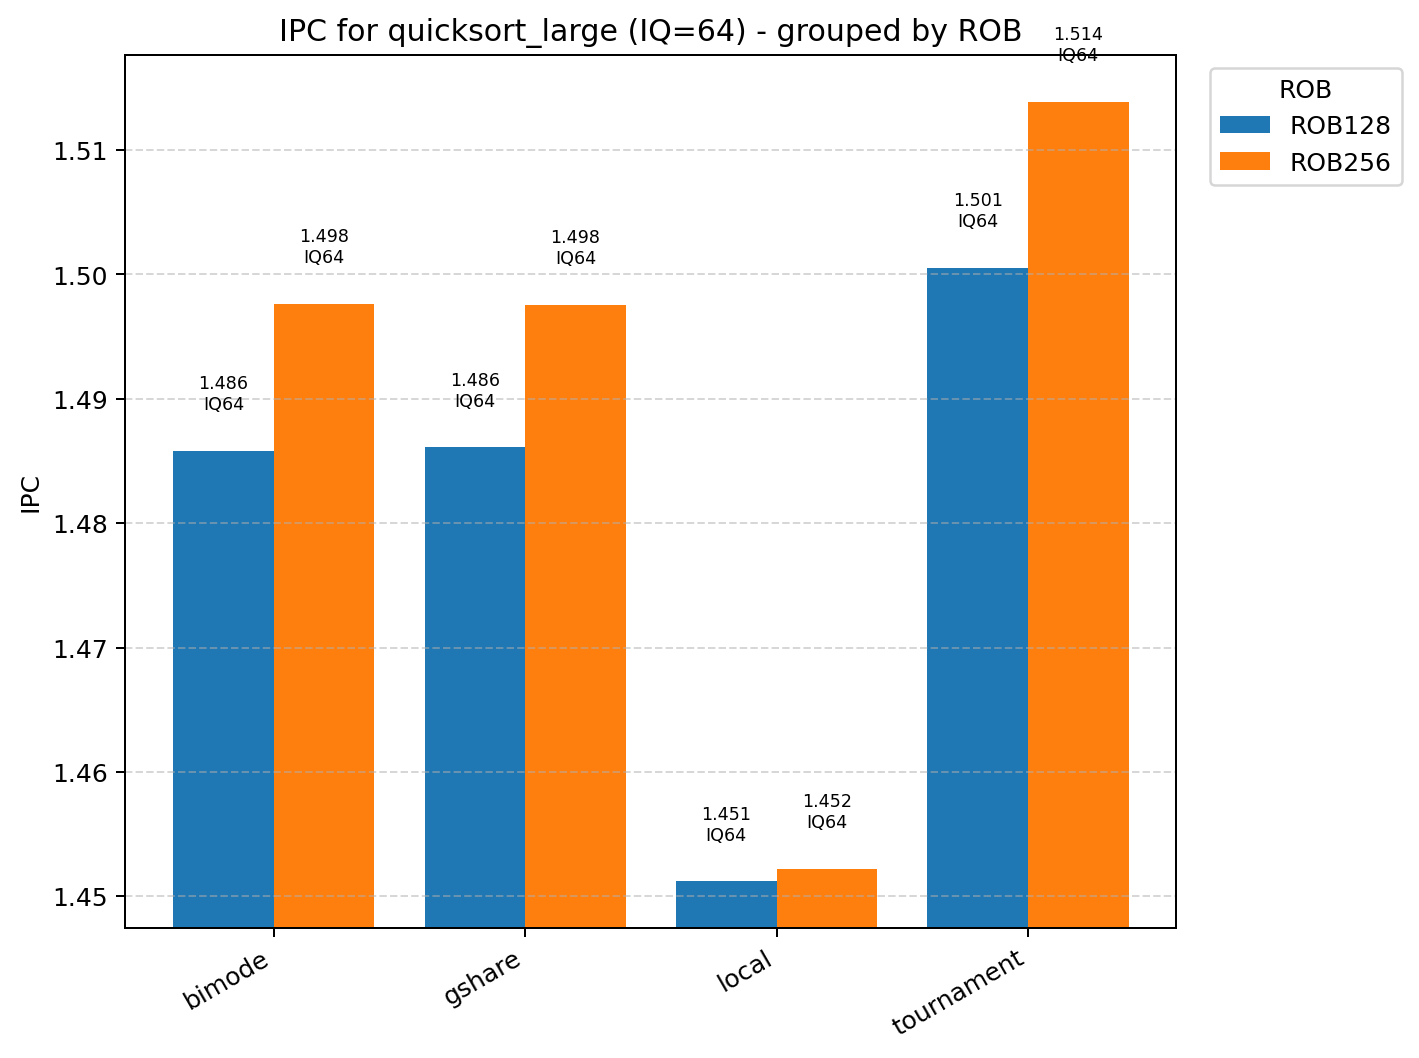 IPC for quicksort_large (IQ=64) - grouped by ROB
1.514
IQ64
ROB
ROB128
ROB256
1.51
1.50
1.49
1.48
1.47
1.46
1.45
IPC
1.486
IQ64
1.498
IQ64
1.486
IQ64
1.498
IQ64
1.451
IQ64
1.452
IQ64
1.501
IQ64
bimode
gshare
local
tournament